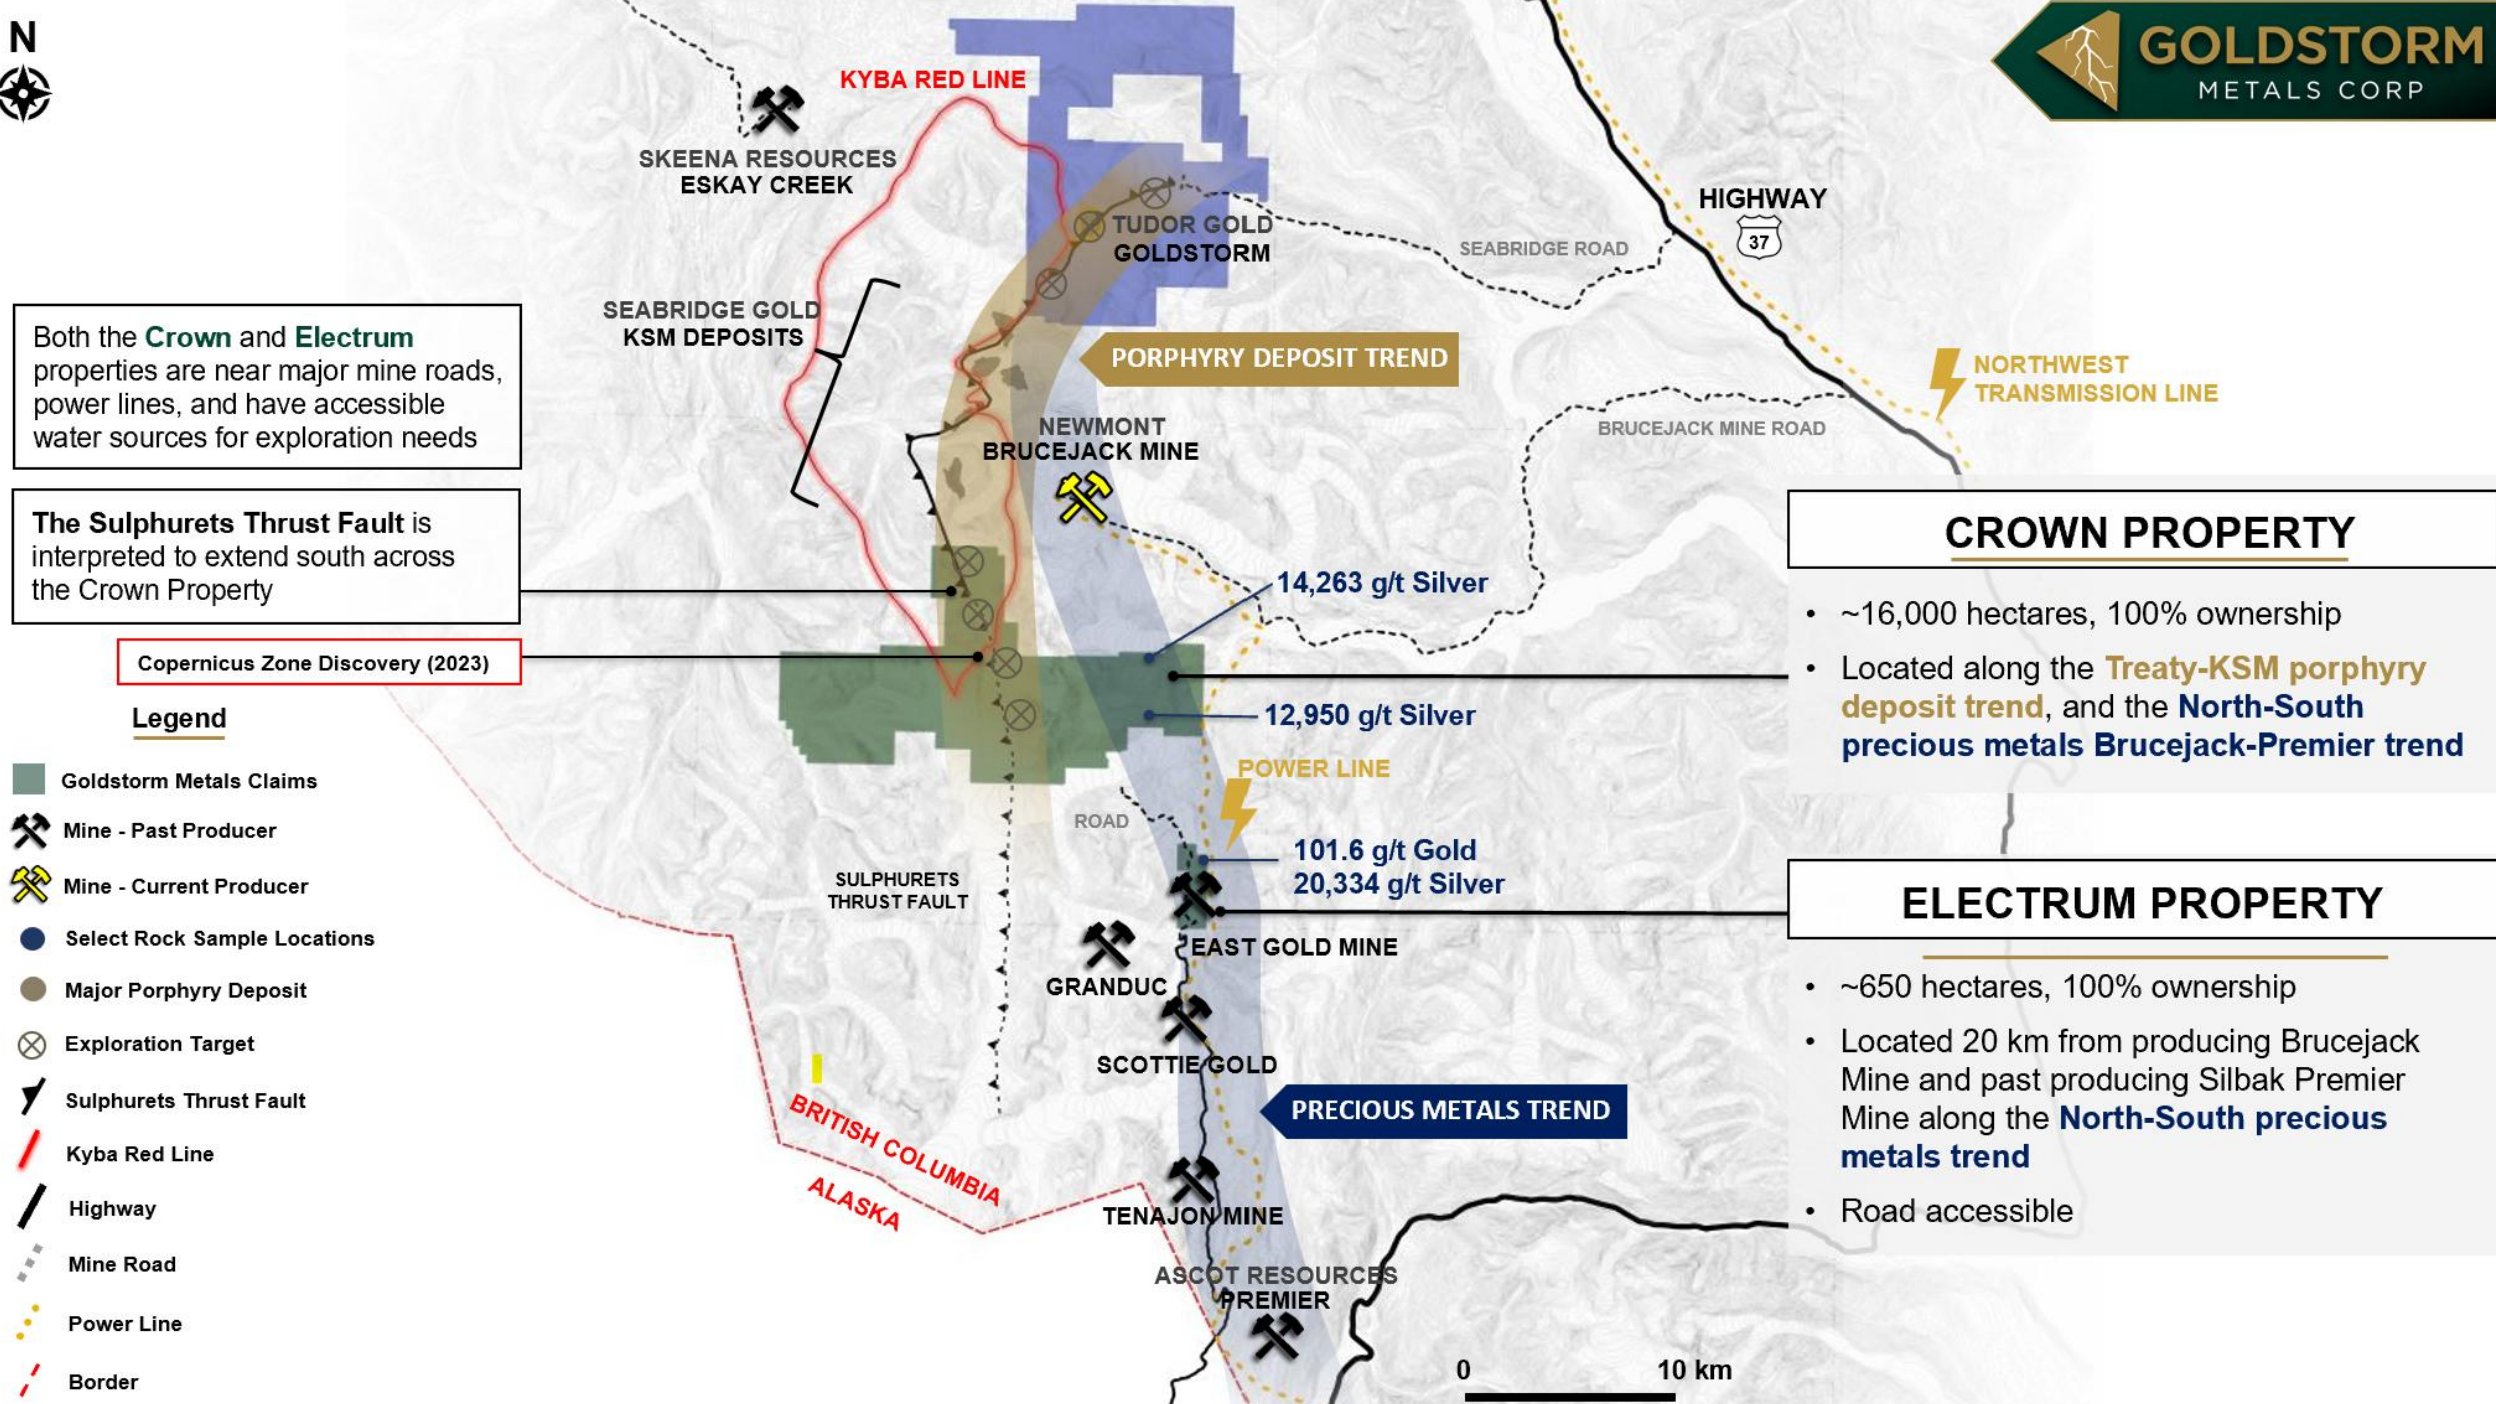 N
GOLDSTORM
METALS CORP
KYBA RED LINE
SKEENA RESOURCES
ESKAY CREEK
HIGHWAY
37
TUDOR GOLD
GOLDSTORM
SEABRIDGE ROAD
SEABRIDGE GOLD
KSM DEPOSITS
Both the Crown and Electrum
properties are near major mine roads,
power lines, and have accessible
water sources for exploration needs
PORPHYRY DEPOSIT TREND
NORTHWEST
TRANSMISSION LINE
NEWMONT
BRUCEJACK MINE
BRUCEJACK MINE ROAD
The Sulphurets Thrust Fault is
interpreted to extend south across
the Crown Property
CROWN PROPERTY
~16,000 hectares, 100% ownership
Located along the Treaty-KSM porphyry
deposit trend, and the North-South
precious metals Brucejack-Premier trend
14,263 g/t Silver
Copernicus Zone Discovery (2023)
12,950 g/t Silver
POWER LINE
ROAD
101.6 g/t Gold
20,334 g/t Silver
SULPHURETS
THRUST FAULT
EAST GOLD MINE
GRANDUC
SCOTTIE GOLD
PRECIOUS METALS TREND
BRITISH COLUMBIA
ALASKA
TENAJON MINE
ASCOT RESOURCES
PREMIER
0 10 km
ELECTRUM PROPERTY
~650 hectares, 100% ownership
Located 20 km from producing Brucejack
Mine and past producing Silbak Premier
Mine along the North-South precious
metals trend
Road accessible
Legend
Goldstorm Metals Claims
Mine - Past Producer
Mine - Current Producer
Select Rock Sample Locations
Major Porphyry Deposit
Exploration Target
Sulphurets Thrust Fault
Kyba Red Line
Highway
Mine Road
Power Line
Border